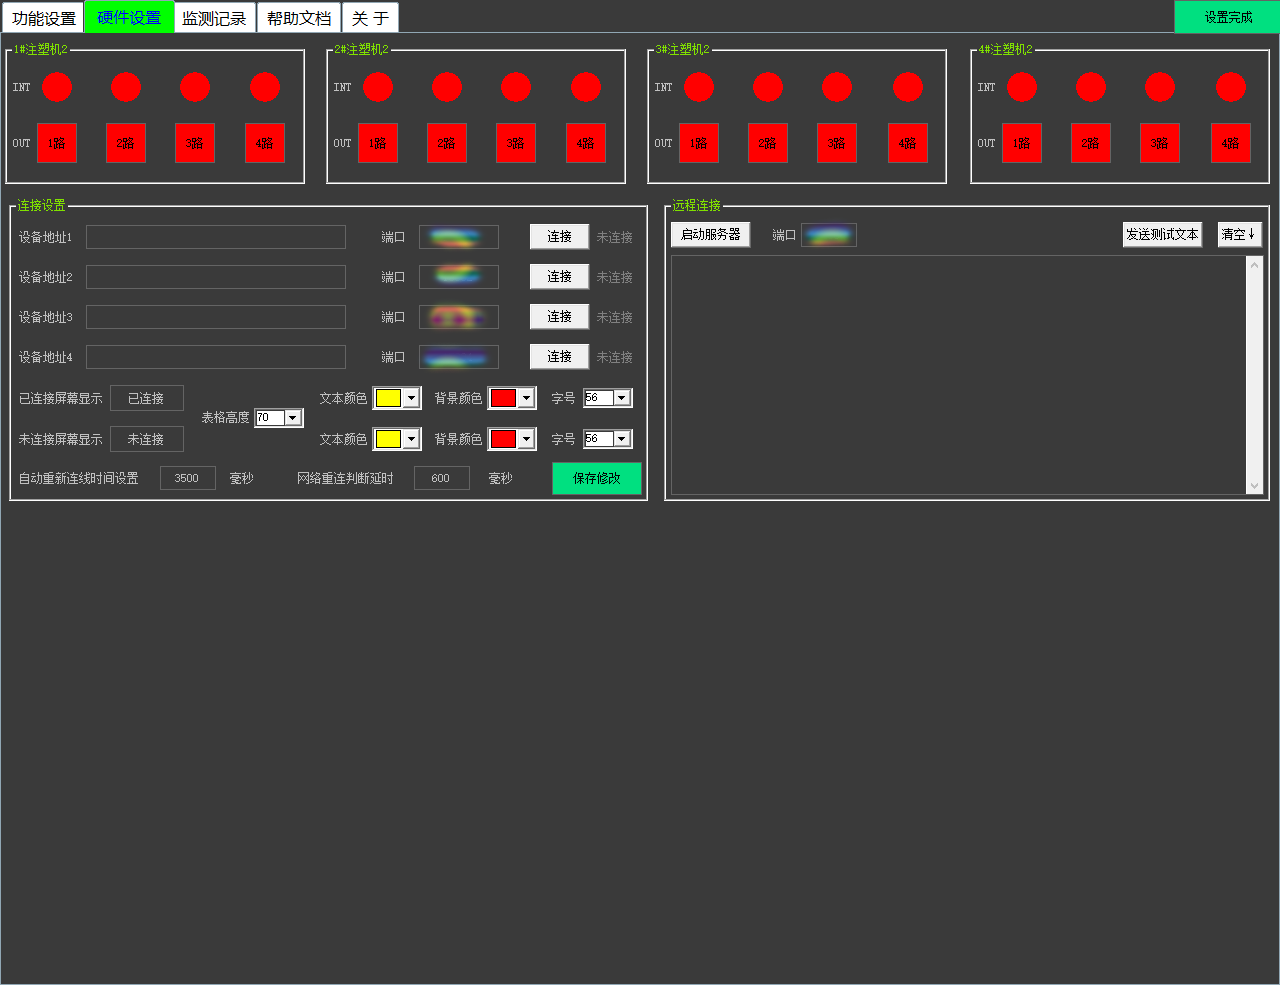 功能设置 硬件设置 监测记录 帮助文档 关 于 设置完成
1#注塑机2 2#注塑机2 3#注塑机2 4#注塑机2
INT INT INT INT
OUT 1路 2路 3路 4路 OUT 1路 2路 3路 4路 OUT 1路 2路 3路 4路 OUT 1路 2路 3路 4路
连接设置 远程连接
设备地址1 端口 连接 未连接 启动服务器 端口 发送测试文本 清空↓
设备地址2 端口 连接 未连接
设备地址3 端口 连接 未连接
设备地址4 端口 连接 未连接
已连接屏幕显示 已连接 文本颜色 背景颜色 字号 56
表格高度 70
未连接屏幕显示 未连接 文本颜色 背景颜色 字号 56
自动重新连线时间设置 3500 毫秒 网络重连判断延时 600 毫秒 保存修改